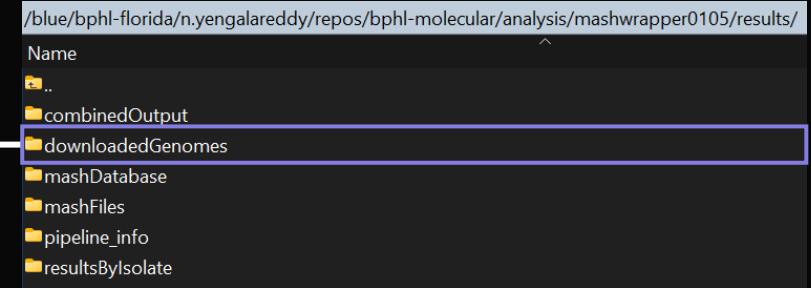 /blue/bphl-florida/n.yengalareddy/repos/bphl-molecular/analysis/mashwrapper0105/results/
Name
..
combinedOutput
downloadedGenomes
mashDatabase
mashFiles
pipeline_info
resultsByIsolate